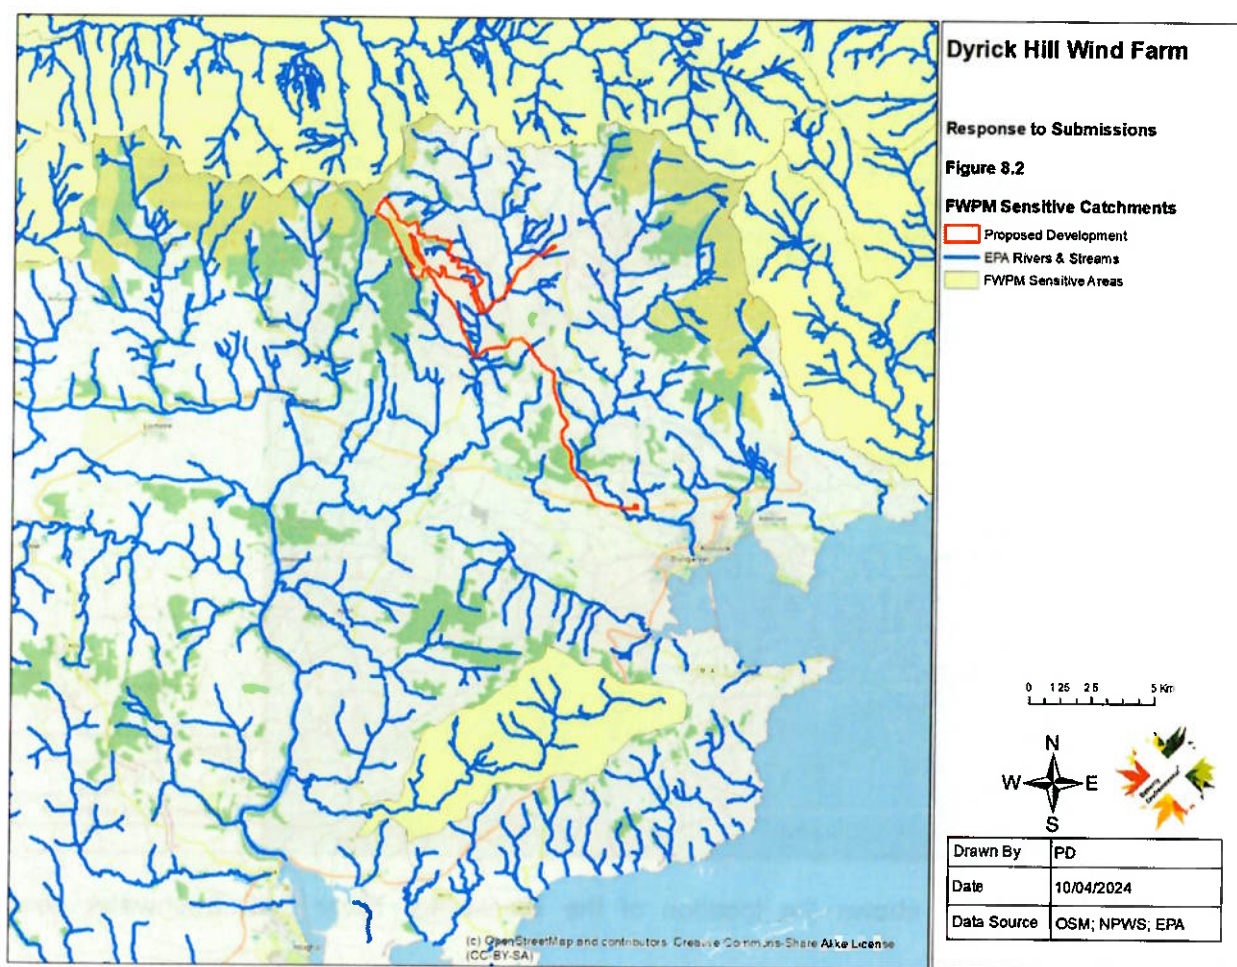 Dyrick Hill Wind Farm
Response to Submissions
Figure 8.2
FWPM Sensitive Catchments
Proposed Development
EPA Rivers & Streams
FWPM Sensitive Areas
0 1.25 2.5 5 Km
N
W E
S
Drawn By PD
Date 10/04/2024
Data Source OSM; NPWS; EPA
(c) OpenStreetMap and contributors, Creative Commons-Share Alike License
(CC-BY-SA)